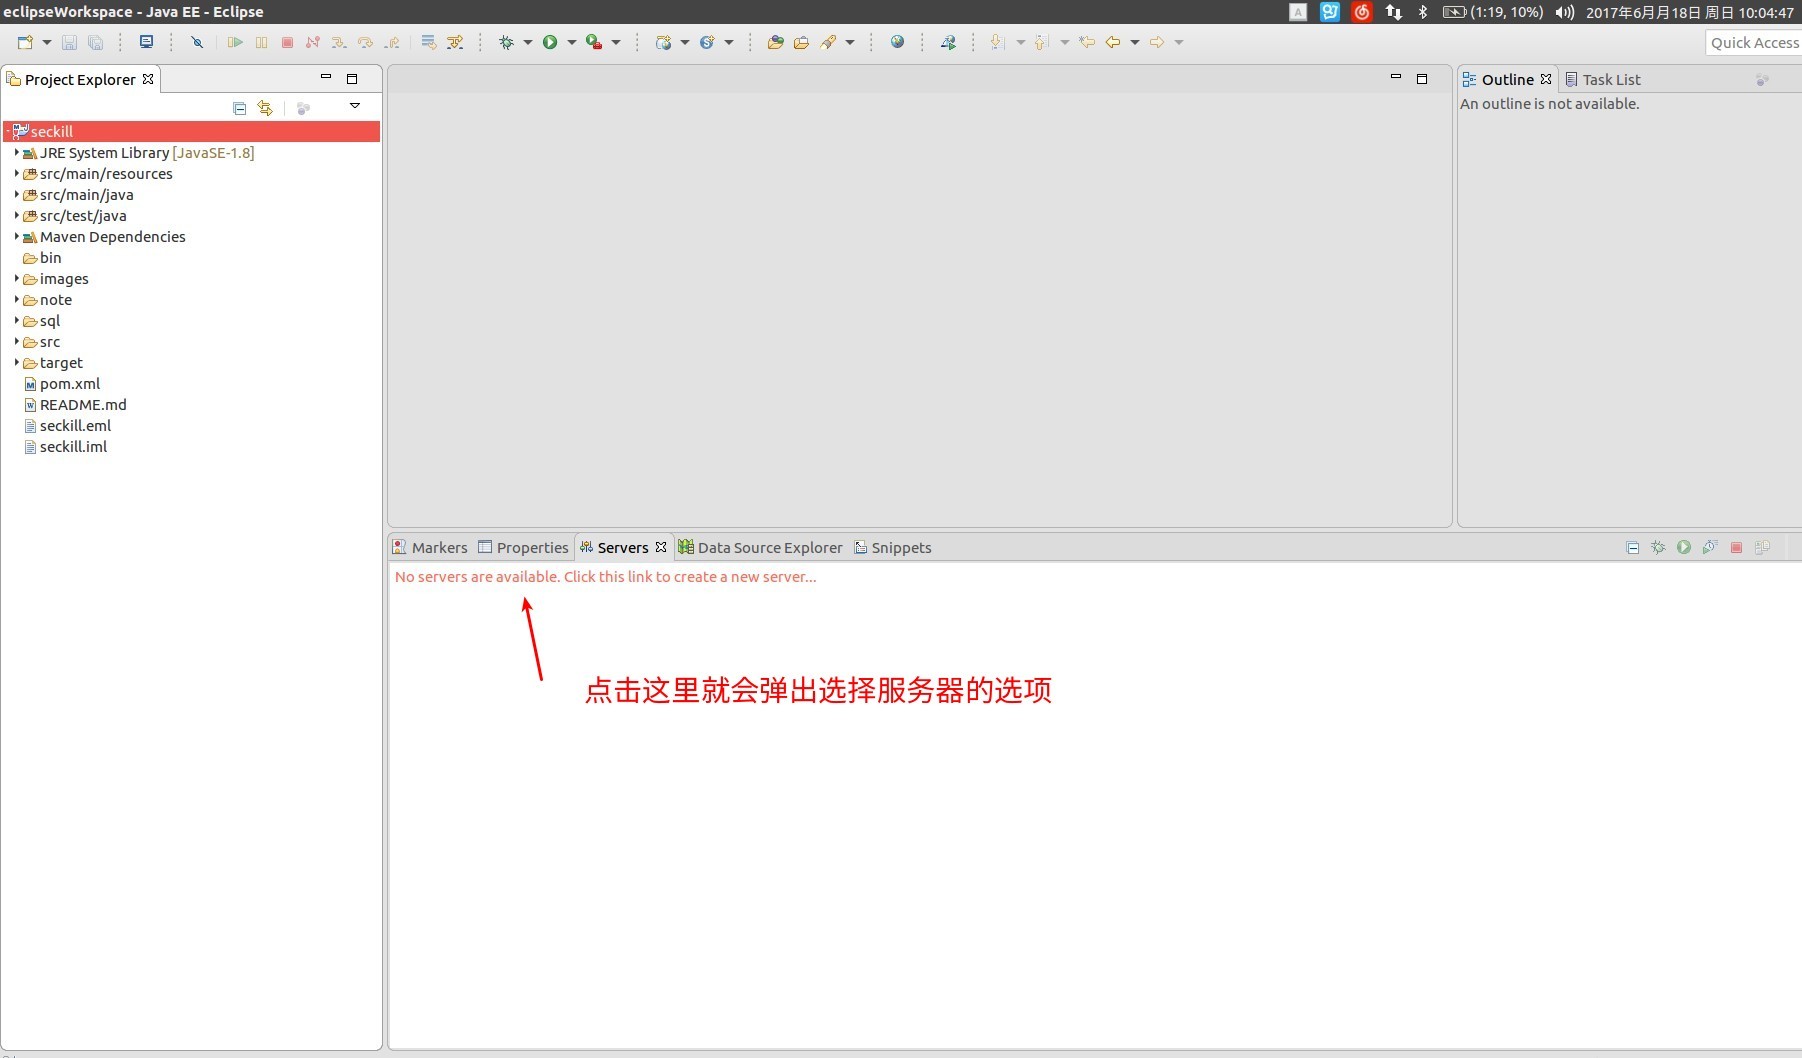 eclipseWorkspace - Java EE - Eclipse
A
(1:19, 10%)
2017年6月月18日 周日 10:04:47
Quick Access
Project Explorer
Outline
Task List
An outline is not available.
seckill
JRE System Library [JavaSE-1.8]
src/main/resources
src/main/java
src/test/java
Maven Dependencies
bin
images
note
sql
src
target
pom.xml
README.md
seckill.eml
seckill.iml
Markers
Properties
Servers
Data Source Explorer
Snippets
No servers are available. Click this link to create a new server...
点击这里就会弹出选择服务器的选项